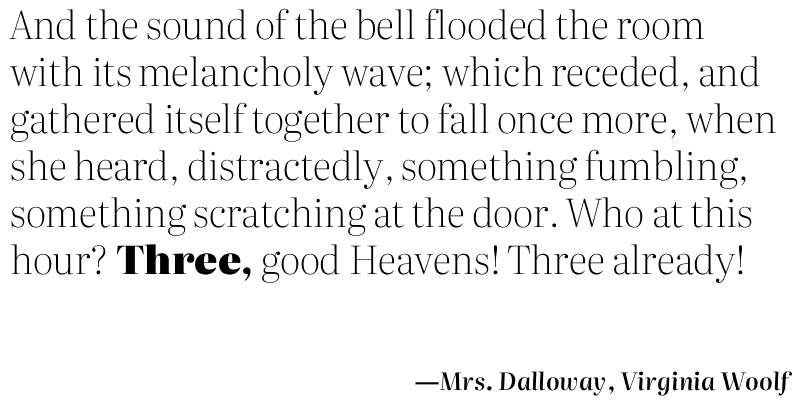 And the sound of the bell flooded the room
with its melancholy wave; which receded, and
gathered itself together to fall once more, when
she heard, distractedly, something fumbling,
something scratching at the door. Who at this
hour? Three, good Heavens! Three already!
—Mrs. Dalloway, Virginia Woolf